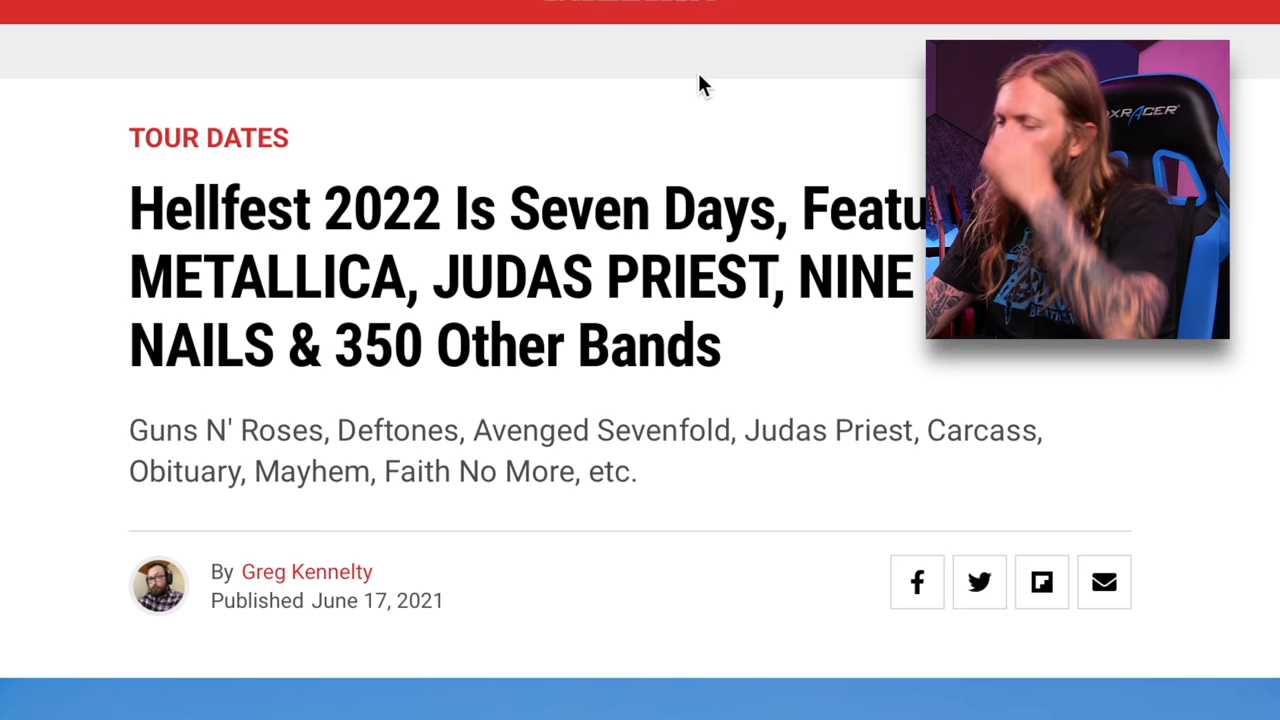 TOUR DATES
Hellfest 2022 Is Seven Days, Featu
METALLICA, JUDAS PRIEST, NINE
NAILS & 350 Other Bands
Guns N' Roses, Deftones, Avenged Sevenfold, Judas Priest, Carcass,
Obituary, Mayhem, Faith No More, etc.
By Greg Kennelty
Published June 17, 2021
DXRACER